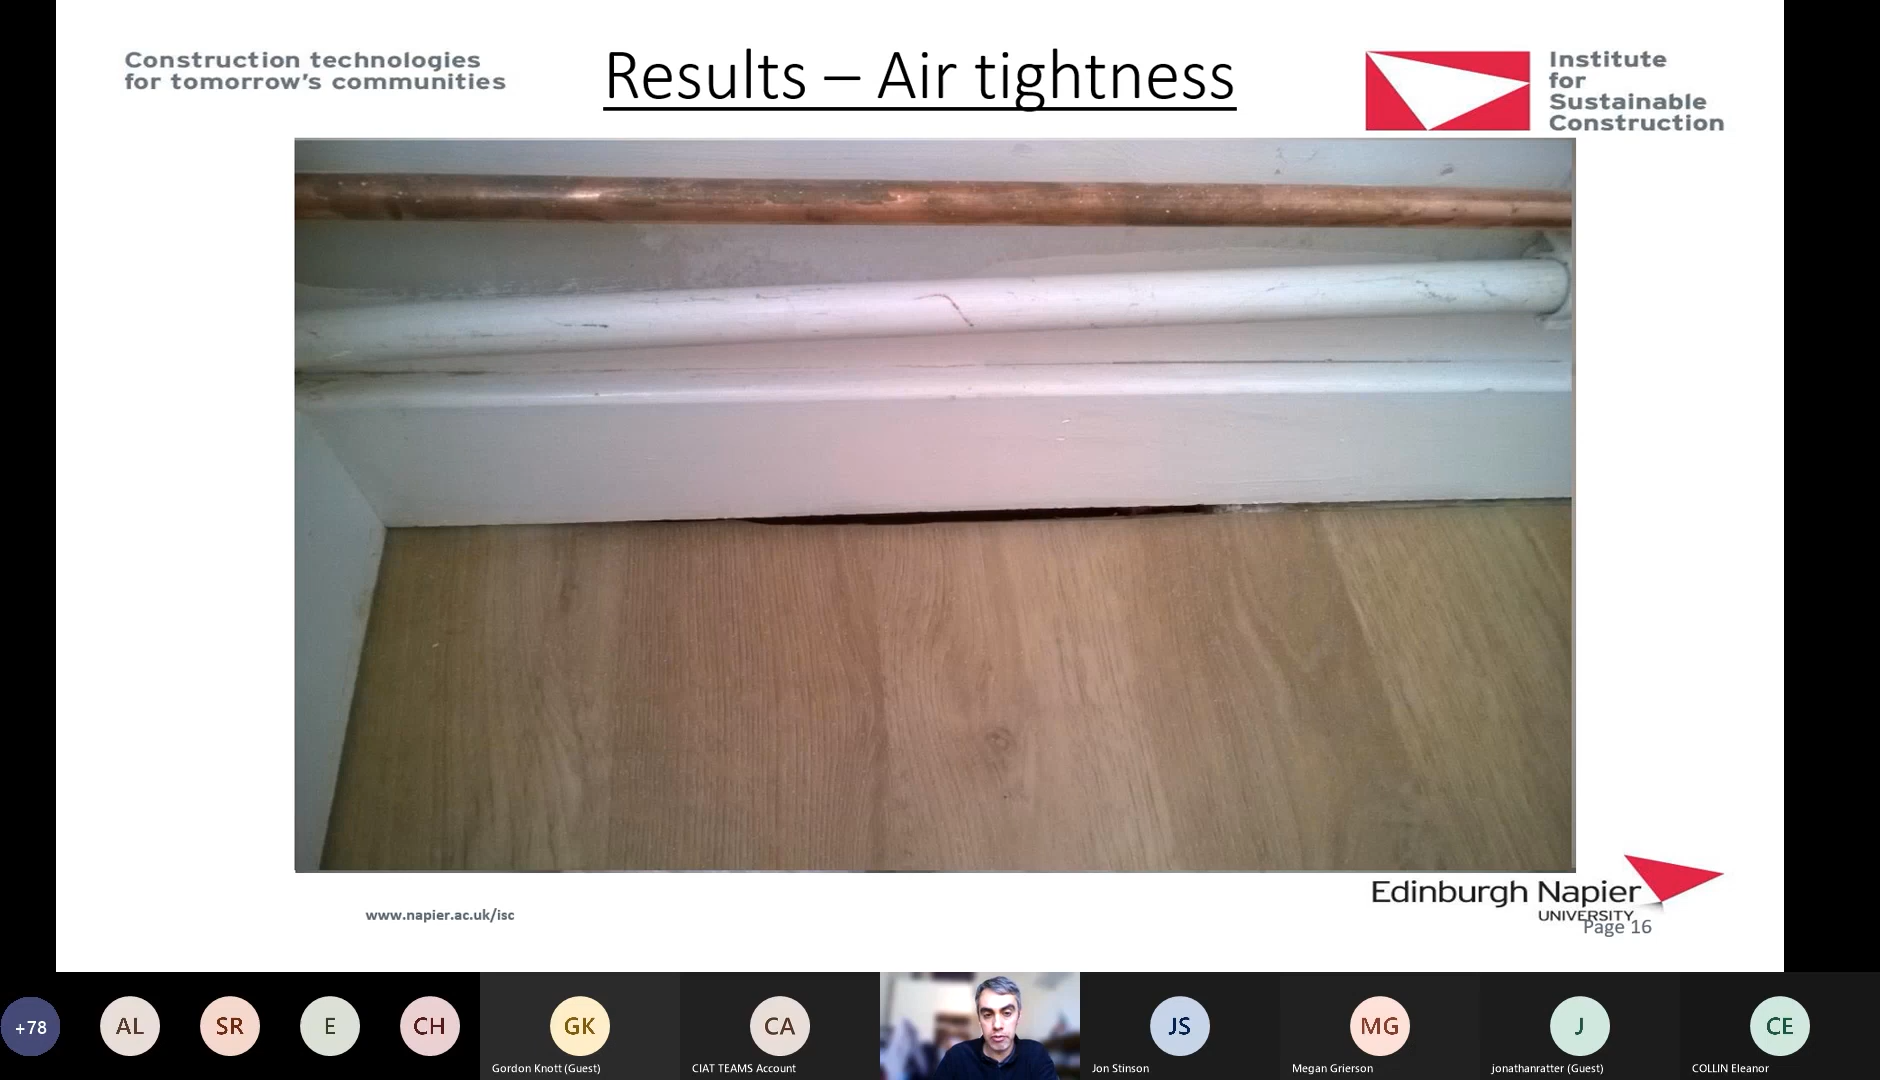 Construction technologies
for tomorrow's communities
Results – Air tightness
Institute
for
Sustainable
Construction
www.napier.ac.uk/isc
Edinburgh Napier
UNIVERSITY
Page 16
+78
AL
SR
E
CH
GK
Gordon Knott (Guest)
CA
CIAT TEAMS Account
JS
Jon Stinson
MG
Megan Grierson
J
jonathanratter (Guest)
CE
COLLIN Eleanor